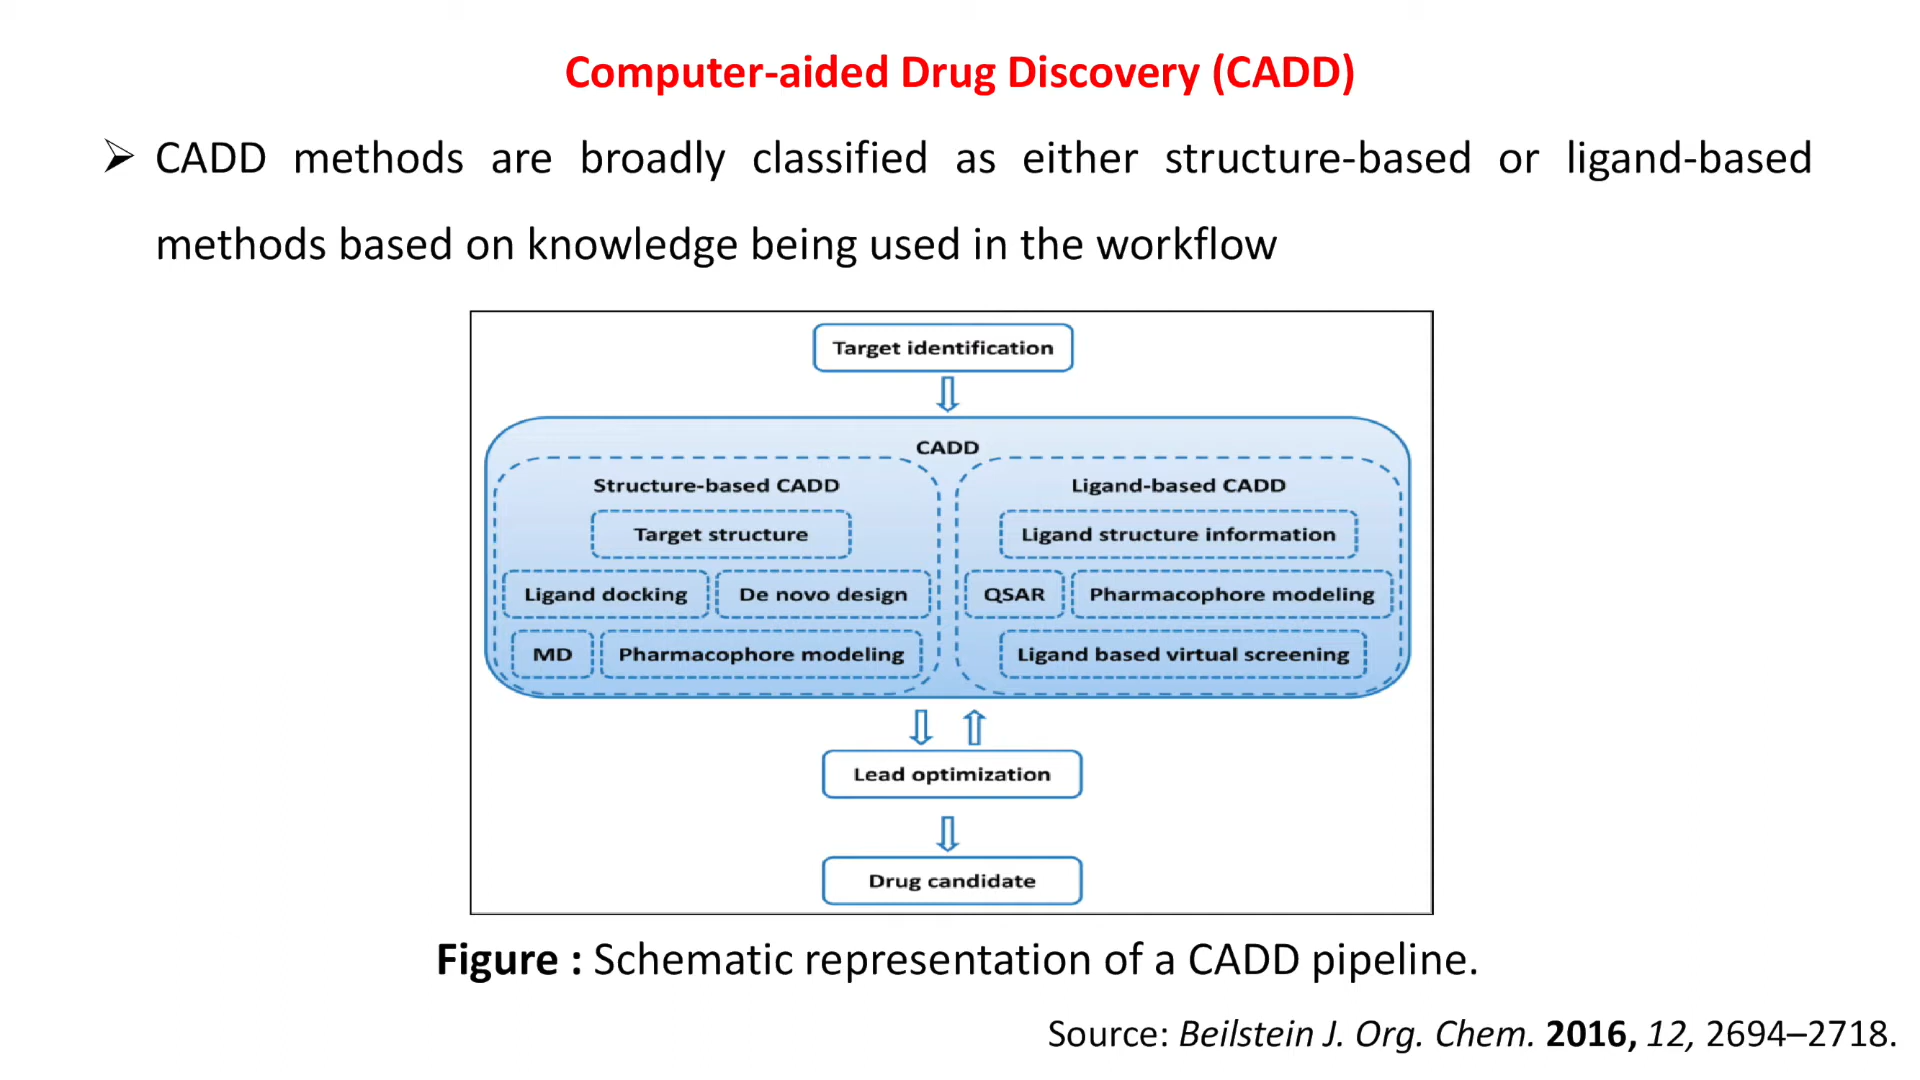 Computer-aided Drug Discovery (CADD)
➢ CADD methods are broadly classified as either structure-based or ligand-based
methods based on knowledge being used in the workflow
Target identification
CADD
Structure-based CADD
Target structure
Ligand docking
De novo design
MD
Pharmacophore modeling
Ligand-based CADD
Ligand structure information
QSAR
Pharmacophore modeling
Ligand based virtual screening
Lead optimization
Drug candidate
Figure : Schematic representation of a CADD pipeline.
Source: Beilstein J. Org. Chem. 2016, 12, 2694–2718.